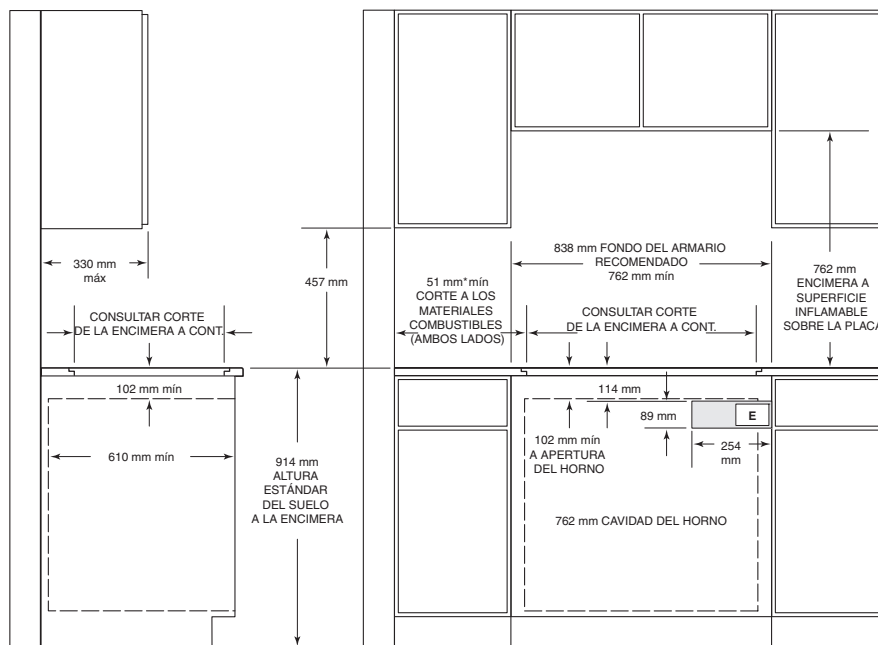 330 mm
máx
457 mm
CONSULTAR CORTE
DE LA ENCIMERA A CONT.
102 mm mín
610 mm mín
914 mm
ALTURA
ESTÁNDAR
DEL SUELO
A LA ENCIMERA
838 mm FONDO DEL ARMARIO
RECOMENDADO
762 mm mín
51 mm*mín
CORTE A LOS
MATERIALES
COMBUSTIBLES
(AMBOS LADOS)
CONSULTAR CORTE
DE LA ENCIMERA A CONT.
762 mm
ENCIMERA A
SUPERFICIE
INFLAMABLE
SOBRE LA PLACA
114 mm
89 mm
E
102 mm mín
A APERTURA
DEL HORNO
254
mm
762 mm CAVIDAD DEL HORNO